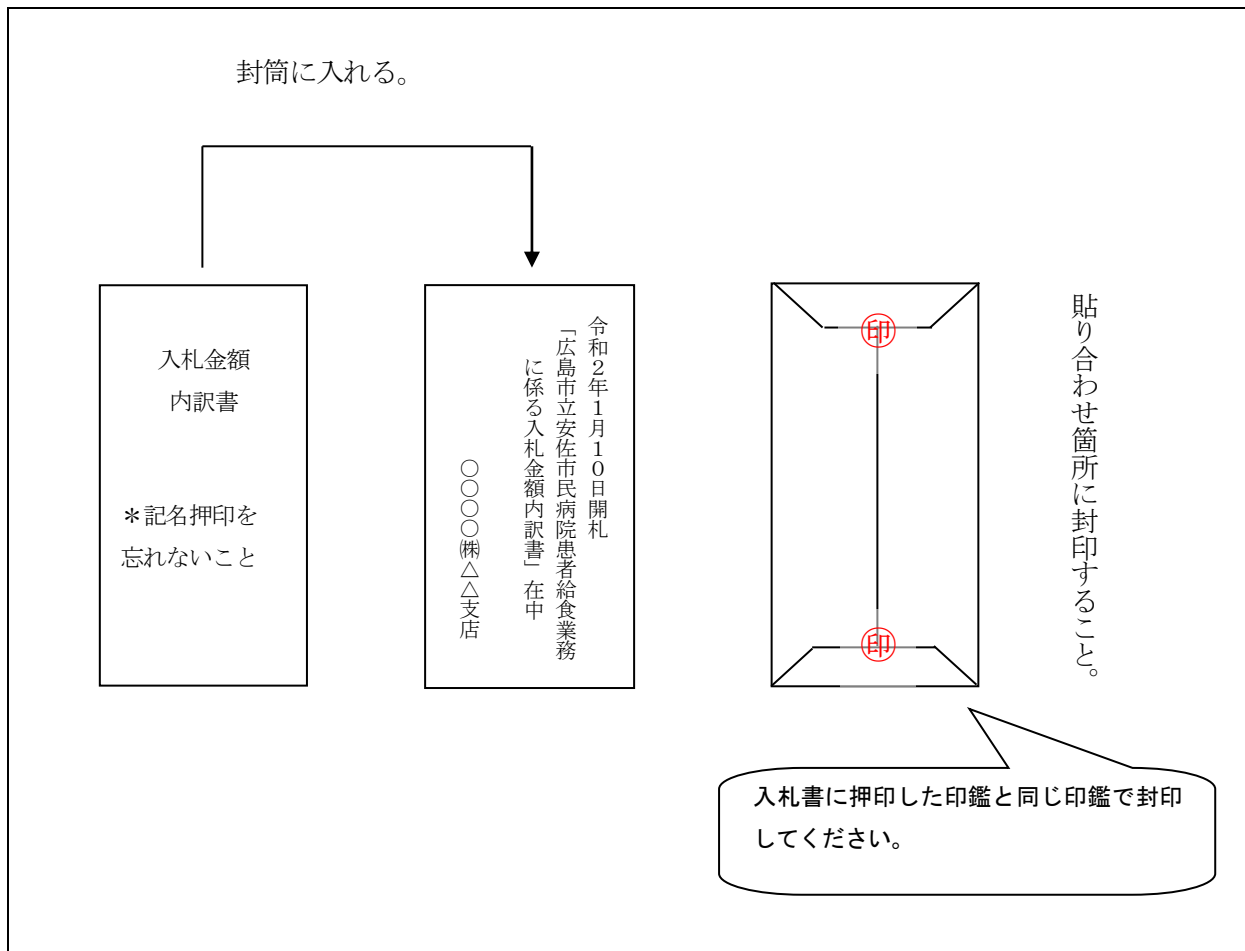 封筒に入れる。
入札金額
内訳書
＊記名押印を
忘れないこと
令和２年１月１０日開札
「広島市立安佐市民病院患者給食業務
に係る入札金額内訳書」在中
○○○○㈱△△支店
印
印
貼り合わせ箇所に封印すること。
入札書に押印した印鑑と同じ印鑑で封印
してください。